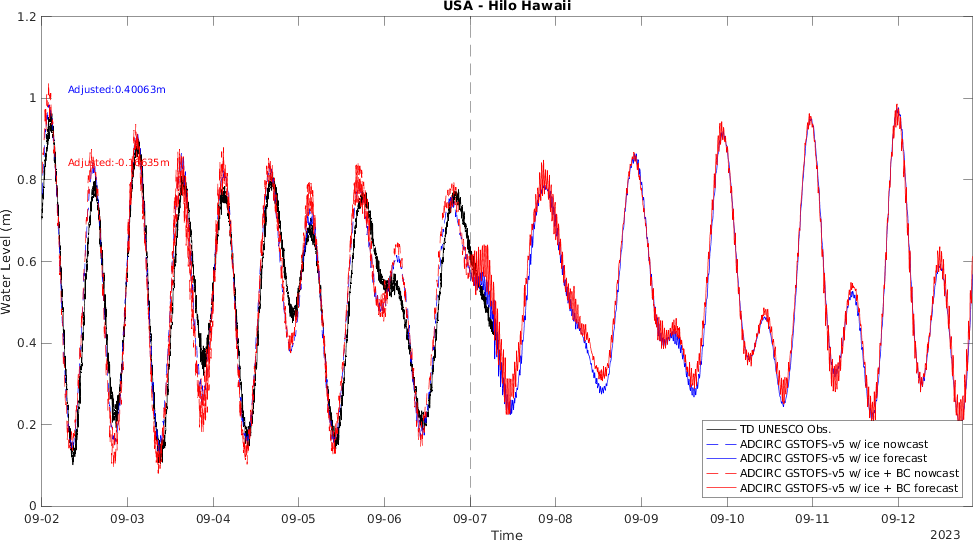 USA - Hilo Hawaii
1.2
1
0.8
0.6
0.4
0.2
0
Water Level (m)
Adjusted:0.40063m
TD UNESCO Obs.
ADCIRC GSTOFS-v5 w/ ice nowcast
ADCIRC GSTOFS-v5 w/ ice forecast
ADCIRC GSTOFS-v5 w/ ice + BC nowcast
ADCIRC GSTOFS-v5 w/ ice + BC forecast
09-02 09-03 09-04 09-05 09-06 09-07 09-08 09-09 09-10 09-11 09-12
Time
2023